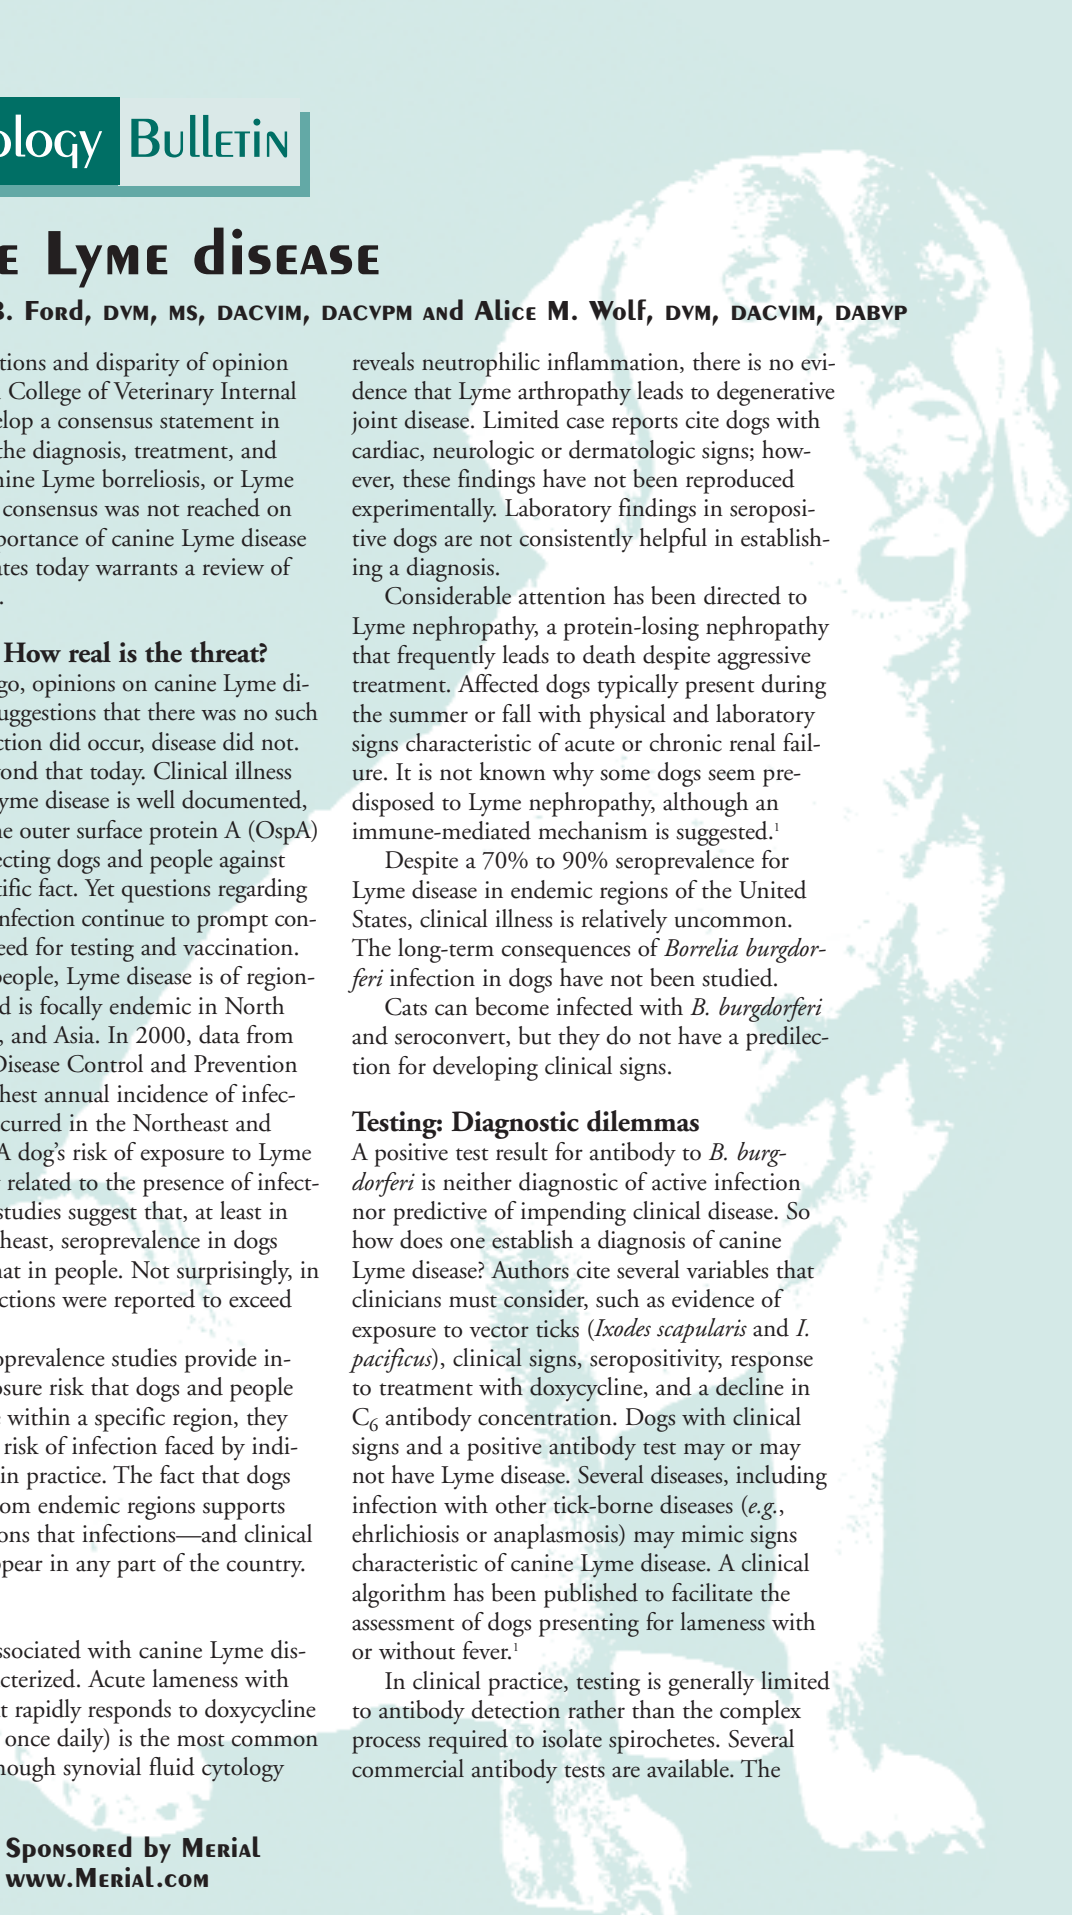 ology Bulletin
E Lyme disease
B. Ford, DVM, MS, DACVIM, DACVPM and Alice M. Wolf, DVM, DACVIM, DABVP
tions and disparity of opinion
College of Veterinary Internal
elop a consensus statement in
the diagnosis, treatment, and
nine Lyme borreliosis, or Lyme
consensus was not reached on
portance of canine Lyme disease
ates today warrants a review of
.
How real is the threat?
go, opinions on canine Lyme di-
uggestions that there was no such
ction did occur, disease did not.
yond that today. Clinical illness
yme disease is well documented,
he outer surface protein A (OspA)
ecting dogs and people against
tific fact. Yet questions regarding
infection continue to prompt con-
eed for testing and vaccination.
people, Lyme disease is of region-
d is focally endemic in North
, and Asia. In 2000, data from
Disease Control and Prevention
hest annual incidence of infec-
curred in the Northeast and
A dog’s risk of exposure to Lyme
related to the presence of infect-
studies suggest that, at least in
heast, seroprevalence in dogs
hat in people. Not surprisingly, in
ctions were reported to exceed
oprevalence studies provide in-
osure risk that dogs and people
within a specific region, they
risk of infection faced by indi-
in practice. The fact that dogs
om endemic regions supports
ons that infections—and clinical
pear in any part of the country.
ssociated with canine Lyme dis-
cterized. Acute lameness with
t rapidly responds to doxycycline
once daily) is the most common
hough synovial fluid cytology
reveals neutrophilic inflammation, there is no evi-
dence that Lyme arthropathy leads to degenerative
joint disease. Limited case reports cite dogs with
cardiac, neurologic or dermatologic signs; how-
ever, these findings have not been reproduced
experimentally. Laboratory findings in seroposi-
tive dogs are not consistently helpful in establish-
ing a diagnosis.
Considerable attention has been directed to
Lyme nephropathy, a protein-losing nephropathy
that frequently leads to death despite aggressive
treatment. Affected dogs typically present during
the summer or fall with physical and laboratory
signs characteristic of acute or chronic renal fail-
ure. It is not known why some dogs seem pre-
disposed to Lyme nephropathy, although an
immune-mediated mechanism is suggested.1
Despite a 70% to 90% seroprevalence for
Lyme disease in endemic regions of the United
States, clinical illness is relatively uncommon.
The long-term consequences of Borrelia burgdor-
feri infection in dogs have not been studied.
Cats can become infected with B. burgdorferi
and seroconvert, but they do not have a predilec-
tion for developing clinical signs.
Testing: Diagnostic dilemmas
A positive test result for antibody to B. burg-
dorferi is neither diagnostic of active infection
nor predictive of impending clinical disease. So
how does one establish a diagnosis of canine
Lyme disease? Authors cite several variables that
clinicians must consider, such as evidence of
exposure to vector ticks (Ixodes scapularis and I.
pacificus), clinical signs, seropositivity, response
to treatment with doxycycline, and a decline in
C6 antibody concentration. Dogs with clinical
signs and a positive antibody test may or may
not have Lyme disease. Several diseases, including
infection with other tick-borne diseases (e.g.,
ehrlichiosis or anaplasmosis) may mimic signs
characteristic of canine Lyme disease. A clinical
algorithm has been published to facilitate the
assessment of dogs presenting for lameness with
or without fever.1
In clinical practice, testing is generally limited
to antibody detection rather than the complex
process required to isolate spirochetes. Several
commercial antibody tests are available. The
Sponsored by Merial
www.Merial.com